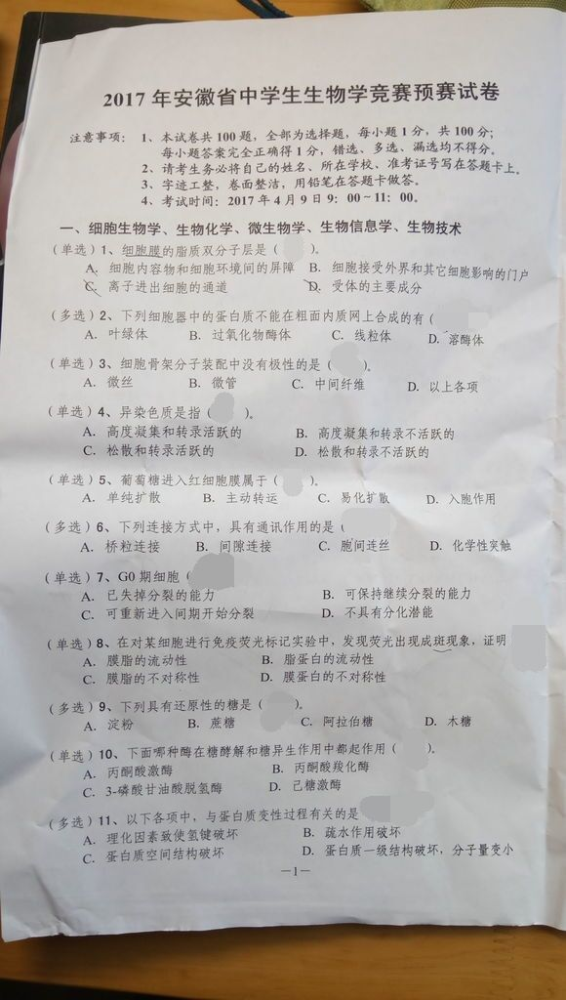 2017 年安徽省中学生生物学竞赛预赛试卷
注意事项： 1、本试卷共 100 题，全部为选择题，每小题 1 分，共 100 分；
每小题答案完全正确得 1 分，错选、多选、漏选均不得分。
2、请考生务必将自己的姓名、所在学校、准考证号写在答题卡上。
3、字迹工整，卷面整洁，用铅笔在答题卡做答。
4、考试时间：2017 年 4 月 9 日 9：00～11：00。
一、细胞生物学、生物化学、微生物学、生物信息学、生物技术
（单选）1、细胞膜的脂质双分子层是（ ）。
A. 细胞内容物和细胞环境间的屏障 B. 细胞接受外界和其它细胞影响的门户
C. 离子进出细胞的通道 D. 受体的主要成分
（多选）2、下列细胞器中的蛋白质不能在粗面内质网上合成的有（
A. 叶绿体 B. 过氧化物酶体 C. 线粒体 D. 溶酶体
（单选）3、细胞骨架分子装配中没有极性的是（ ）。
A. 微丝 B. 微管 C. 中间纤维 D. 以上各项
（单选）4、异染色质是指（ ）。
A. 高度凝集和转录活跃的 B. 高度凝集和转录不活跃的
C. 松散和转录活跃的 D. 松散和转录不活跃的
（单选）5、葡萄糖进入红细胞膜属于（ ）。
A. 单纯扩散 B. 主动转运 C. 易化扩散 D. 入胞作用
（多选）6、下列连接方式中，具有通讯作用的是（
A. 桥粒连接 B. 间隙连接 C. 胞间连丝 D. 化学性突触
（单选）7、G0 期细胞（
A. 已失掉分裂的能力 B. 可保持继续分裂的能力
C. 可重新进入间期开始分裂 D. 不具有分化潜能
（单选）8、在对某细胞进行免疫荧光标记实验中，发现荧光出现成斑现象，证明
A. 膜脂的流动性 B. 脂蛋白的流动性
C. 膜脂的不对称性 D. 膜蛋白的不对称性
（多选）9、下列具有还原性的糖是（ ）。
A. 淀粉 B. 蔗糖 C. 阿拉伯糖 D. 木糖
（单选）10、下面哪种酶在糖酵解和糖异生作用中都起作用（ ）。
A. 丙酮酸激酶 B. 丙酮酸羧化酶
C. 3-磷酸甘油酸脱氢酶 D. 己糖激酶
（多选）11、以下各项中，与蛋白质变性过程有关的是
A. 理化因素致使氢键破坏 B. 疏水作用破坏
C. 蛋白质空间结构破坏 D. 蛋白质一级结构破坏，分子量变小
—1—